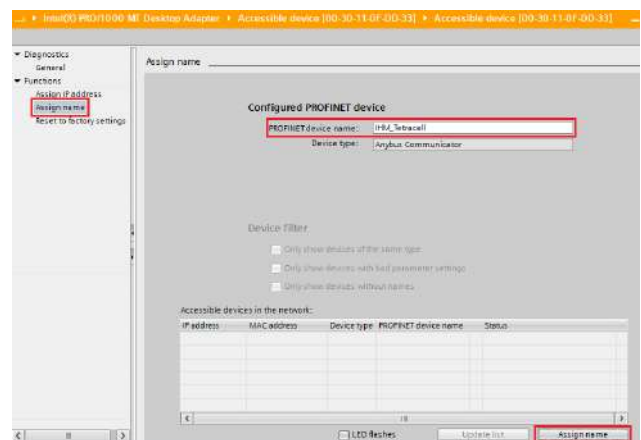 Intel(R) PRO/1000 MT Desktop Adapter ▸ Accessible device [00-30-11-0F-DD-33] ▸ Accessible device [00-30-11-0F-DD-33]
Diagnostics
General
Functions
Assign IP address
Assign name
Reset to factory settings
Assign name
Configured PROFINET device
PROFINET device name: IHM_Tetracell
Device type: Anybus Communicator
Device filter
Only show devices of the same type
Only show devices with bad parameter settings
Only show devices without names
Accessible devices in the network:
IP address MAC address Device type PROFINET device name Status
LED flashes Update list Assign name